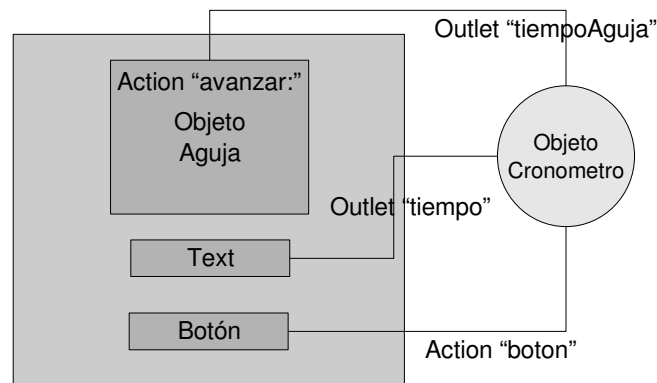 Outlet “tiempoAguja”
Action “avanzar:”
Objeto
Aguja
Objeto
Cronometro
Outlet “tiempo”
Text
Botón
Action “boton”